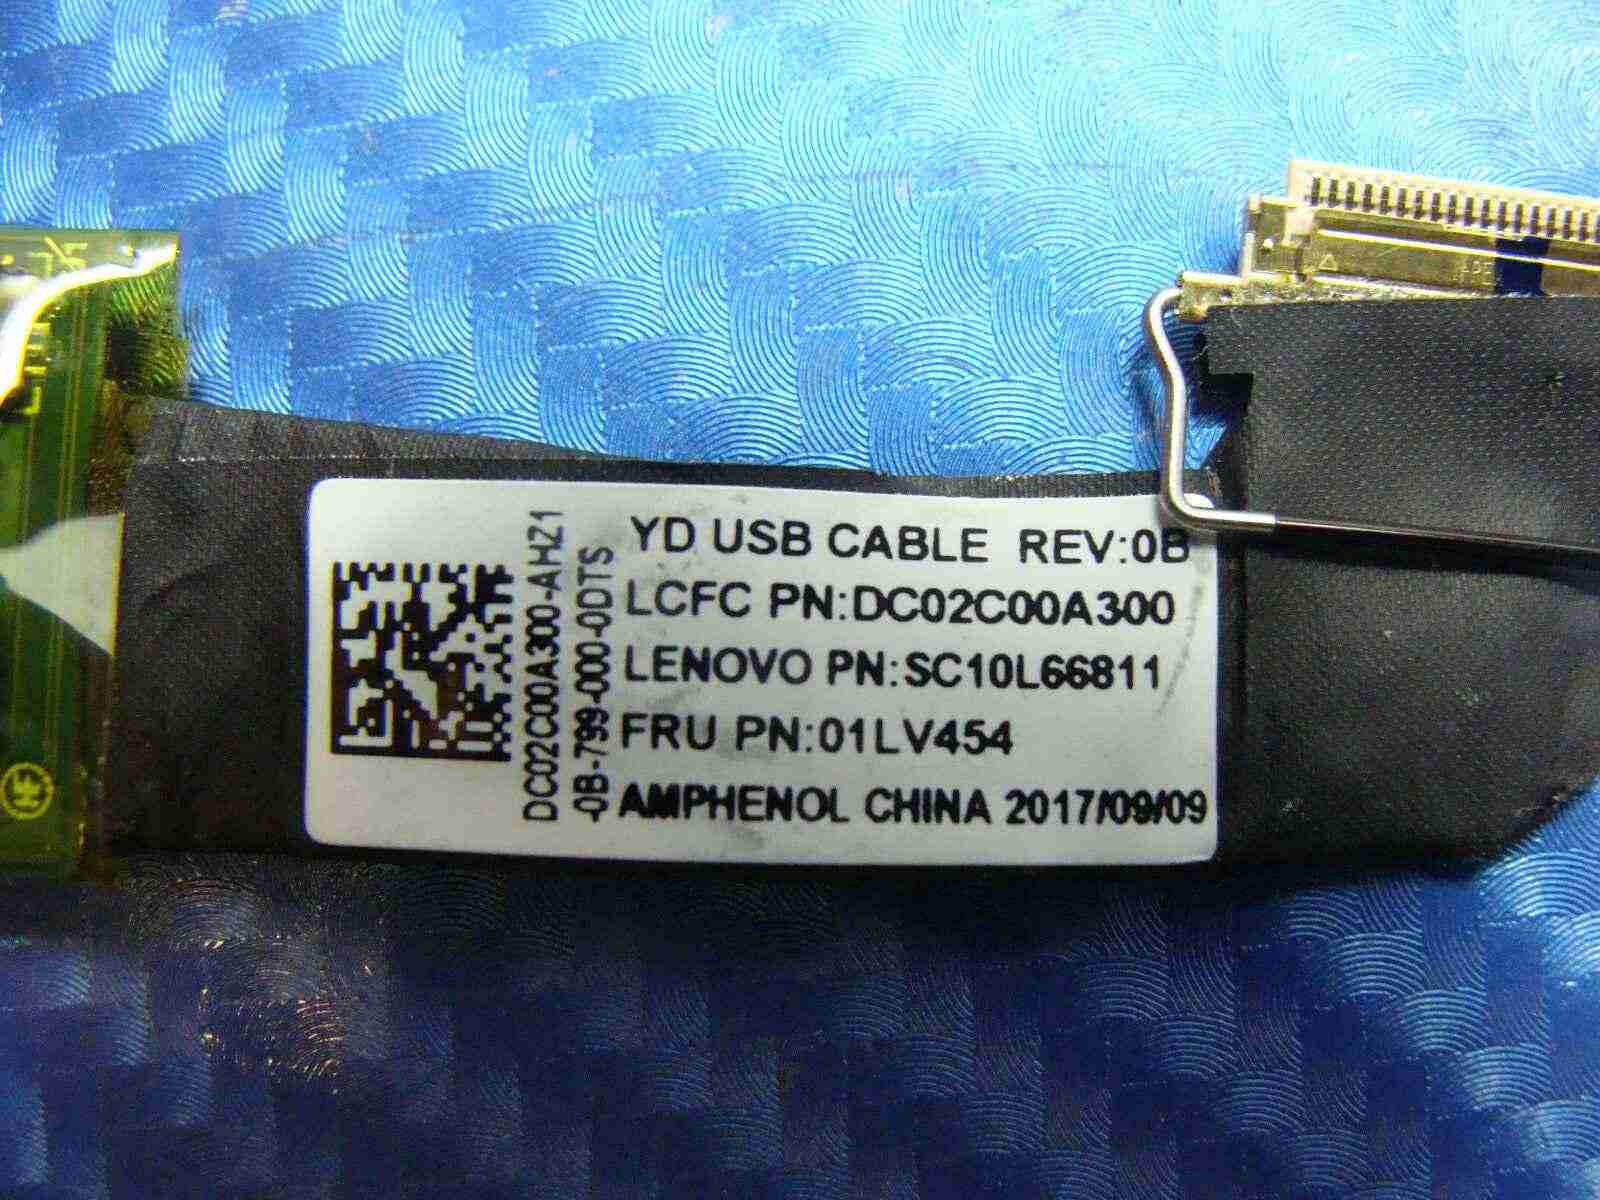 YD USB CABLE REV:0B
LCFC PN:DC02C00A300
LENOVO PN:SC10L66811
FRU PN:01LV454
AMPHENOL CHINA 2017/09/09
DC02C00A300-AHZ1
-0B-799-000-0DTS